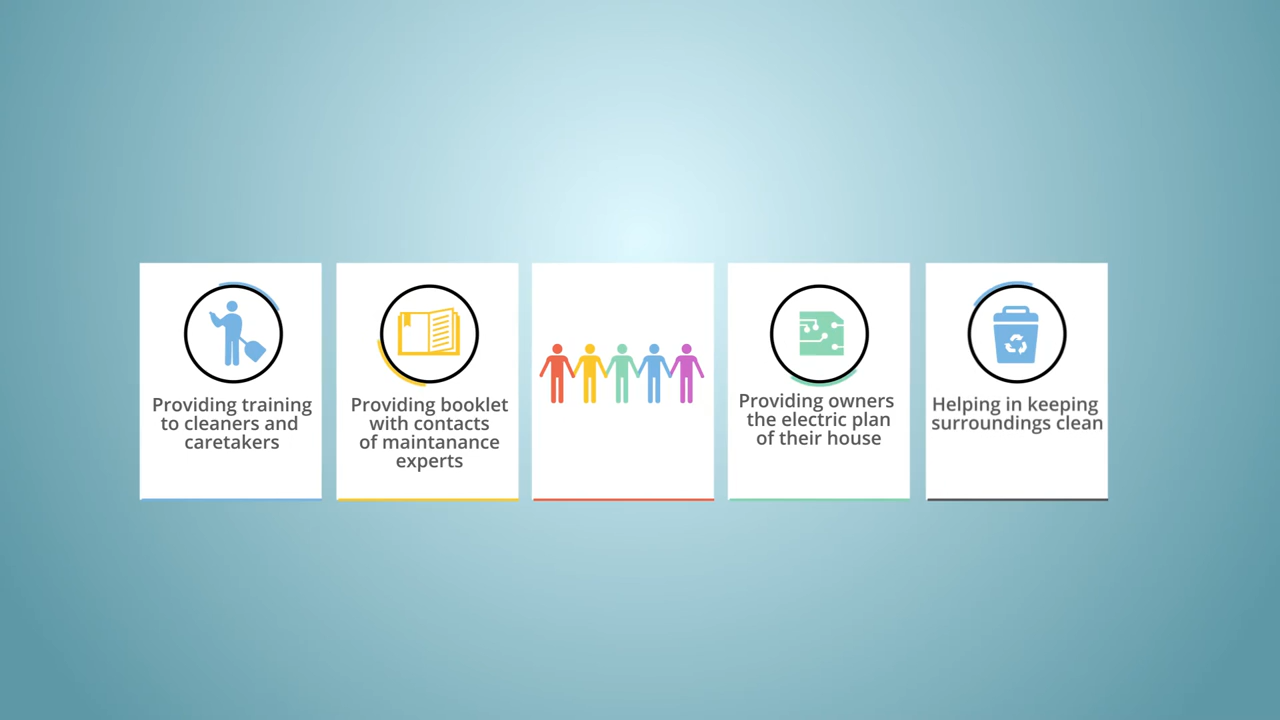 Providing training
to cleaners and
caretakers
Providing booklet
with contacts
of maintanance
experts
Providing owners
the electric plan
of their house
Helping in keeping
surroundings clean